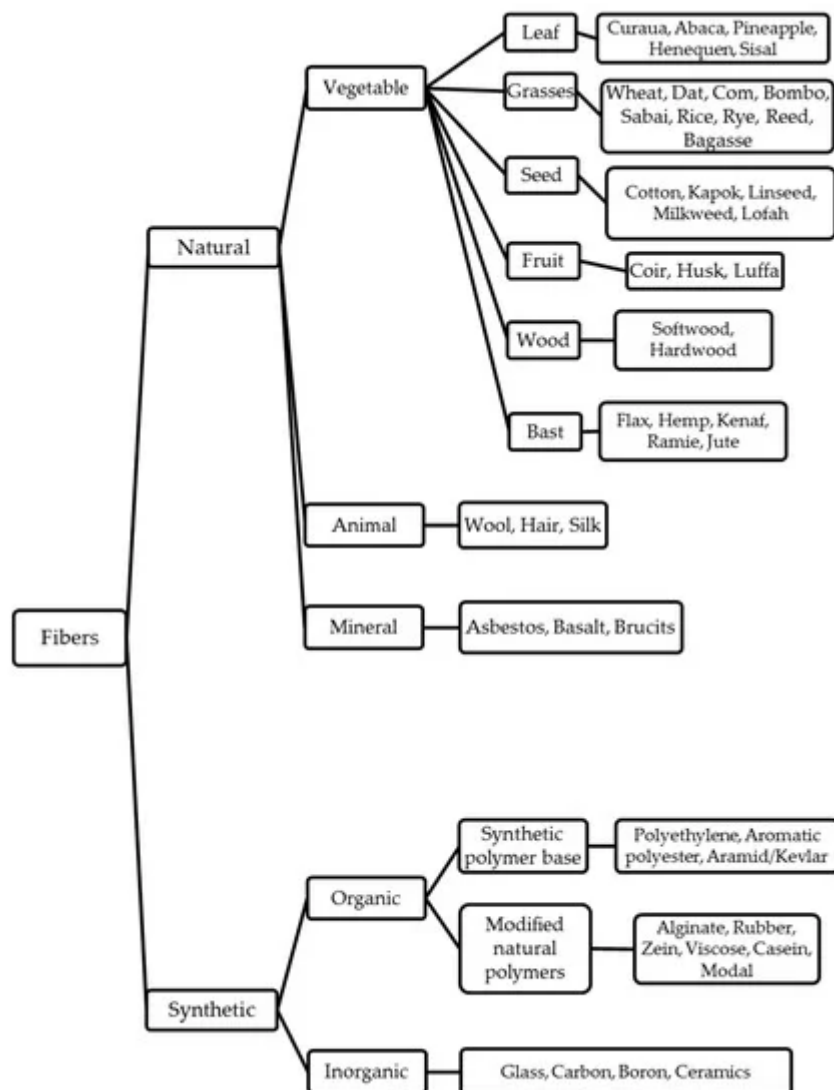 Leaf
Curaua, Abaca, Pineapple,
Henequen, Sisal
Vegetable
Grasses
Wheat, Dat, Com, Bombo,
Sabai, Rice, Rye, Reed,
Bagasse
Seed
Cotton, Kapok, Linseed,
Milkweed, Lofah
Natural
Fruit
Coir, Husk, Luffa
Wood
Softwood,
Hardwood
Bast
Flax, Hemp, Kenaf,
Ramie, Jute
Animal
Wool, Hair, Silk
Fibers
Mineral
Asbestos, Basalt, Brucits
Synthetic
polymer base
Polyethylene, Aromatic
polyester, Aramid/Kevlar
Organic
Modified
natural
polymers
Alginate, Rubber,
Zein, Viscose, Casein,
Modal
Synthetic
Inorganic
Glass, Carbon, Boron, Ceramics